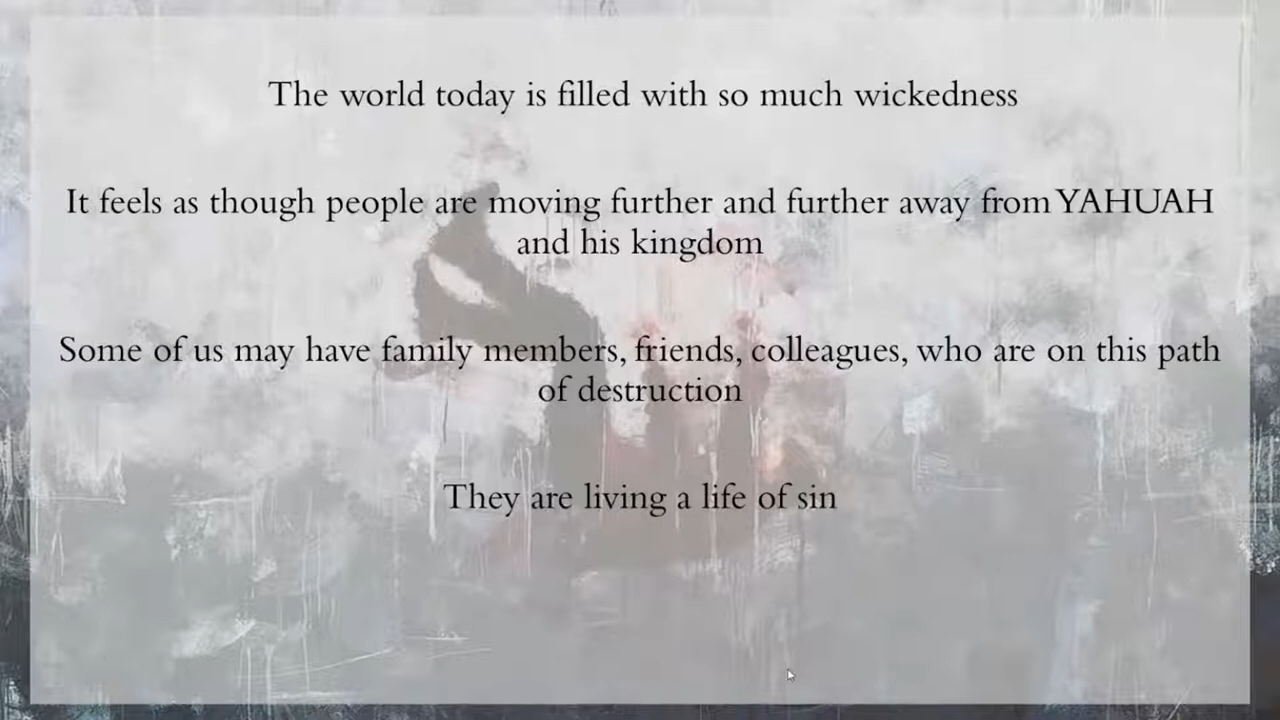 The world today is filled with so much wickedness
It feels as though people are moving further and further away from YAHUAH
and his kingdom
Some of us may have family members, friends, colleagues, who are on this path
of destruction
They are living a life of sin